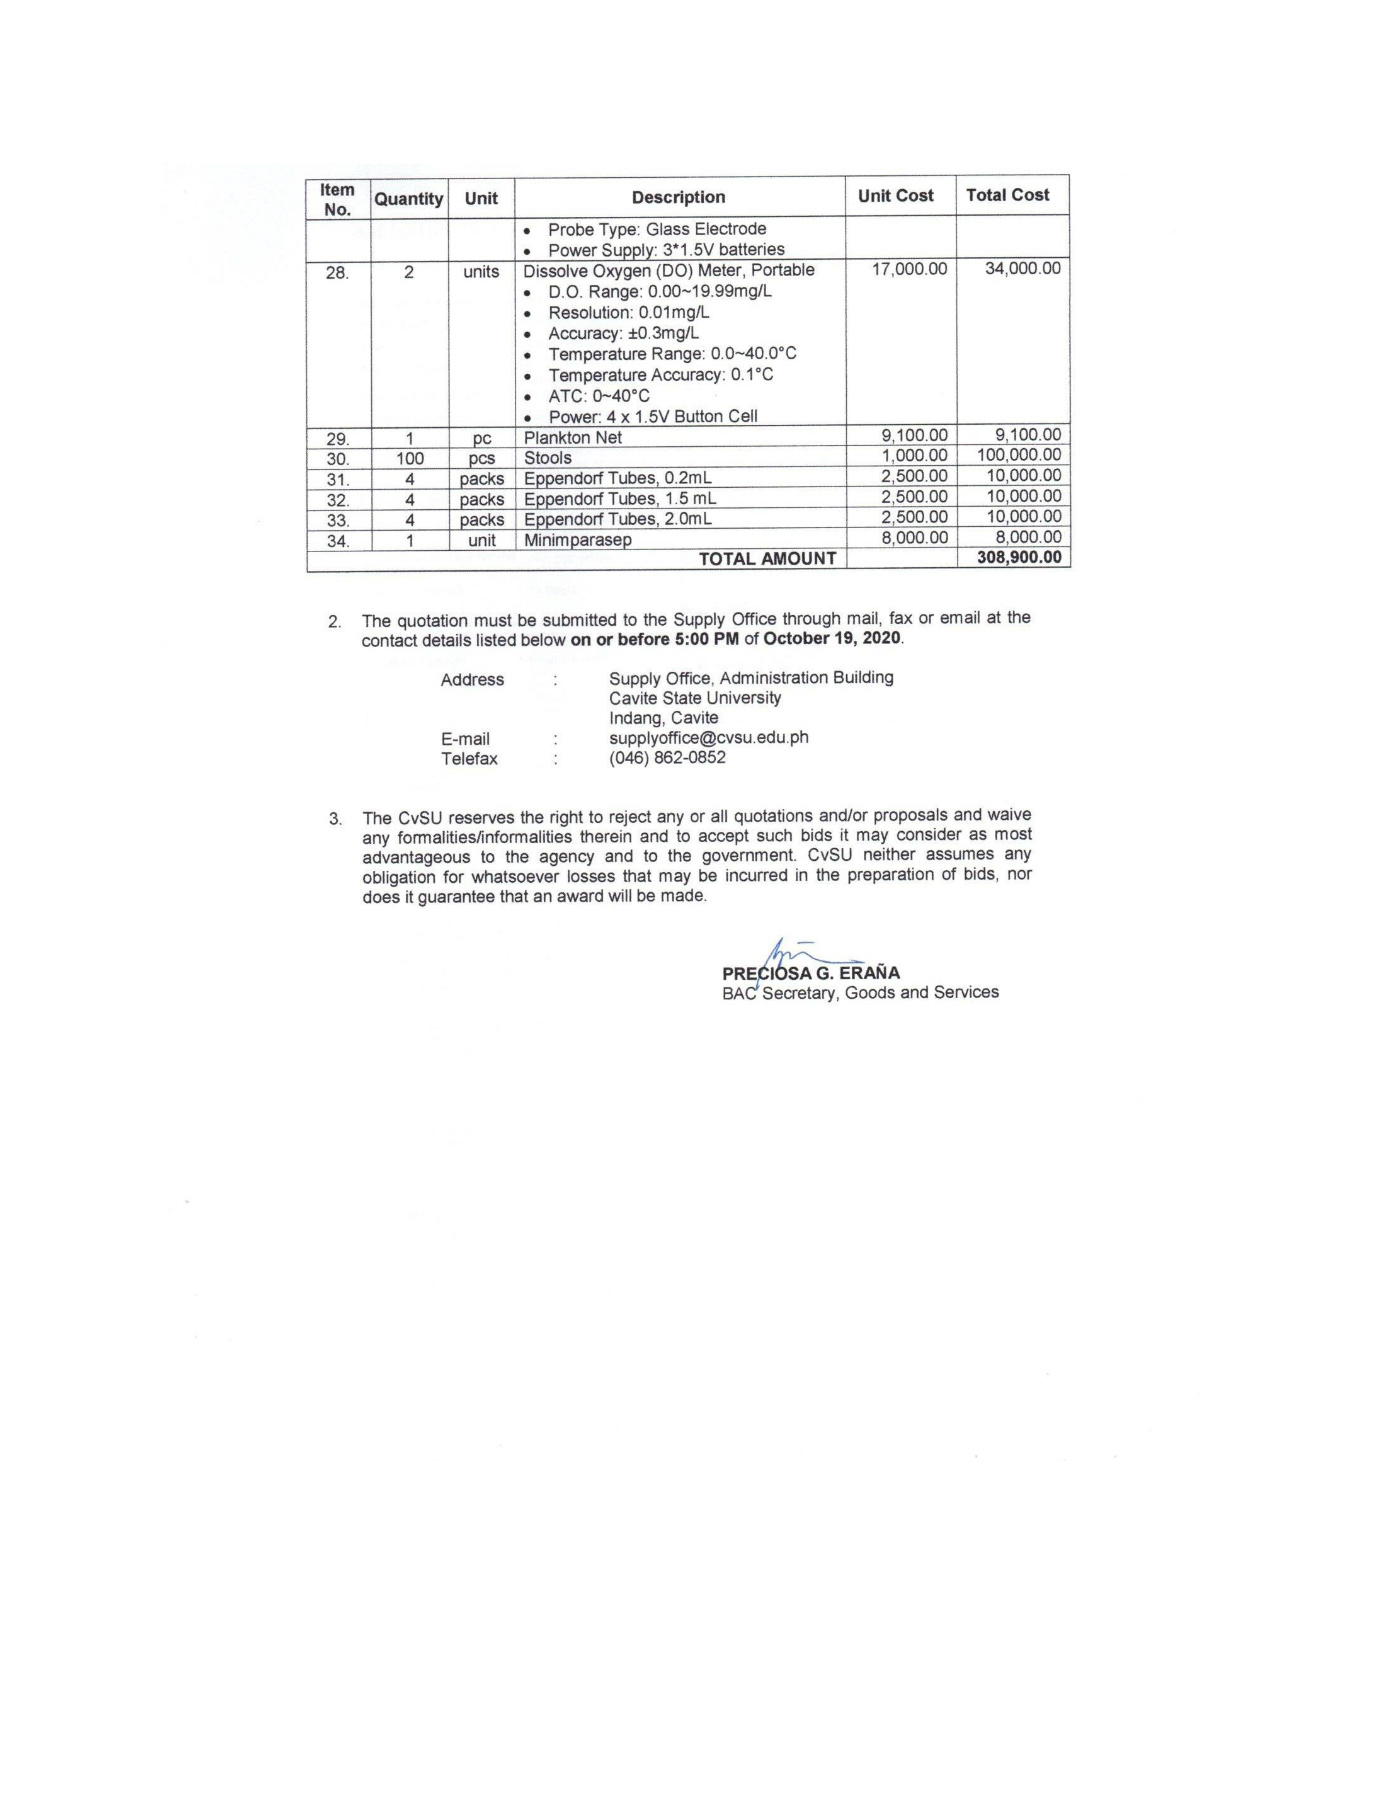 Item No. Quantity Unit Description Unit Cost Total Cost
• Probe Type: Glass Electrode
• Power Supply: 3*1.5V batteries
28. 2 units Dissolve Oxygen (DO) Meter, Portable 17,000.00 34,000.00
• D.O. Range: 0.00~19.99mg/L
• Resolution: 0.01mg/L
• Accuracy: ±0.3mg/L
• Temperature Range: 0.0~40.0°C
• Temperature Accuracy: 0.1°C
• ATC: 0~40°C
• Power: 4 x 1.5V Button Cell
29. 1 pc Plankton Net 9,100.00 9,100.00
30. 100 pcs Stools 1,000.00 100,000.00
31. 4 packs Eppendorf Tubes, 0.2mL 2,500.00 10,000.00
32. 4 packs Eppendorf Tubes, 1.5 mL 2,500.00 10,000.00
33. 4 packs Eppendorf Tubes, 2.0mL 2,500.00 10,000.00
34. 1 unit Minimparasep 8,000.00 8,000.00
TOTAL AMOUNT 308,900.00
2. The quotation must be submitted to the Supply Office through mail, fax or email at the
contact details listed below on or before 5:00 PM of October 19, 2020.
Address : Supply Office, Administration Building
Cavite State University
Indang, Cavite
E-mail : supplyoffice@cvsu.edu.ph
Telefax : (046) 862-0852
3. The CvSU reserves the right to reject any or all quotations and/or proposals and waive
any formalities/informalities therein and to accept such bids it may consider as most
advantageous to the agency and to the government. CvSU neither assumes any
obligation for whatsoever losses that may be incurred in the preparation of bids, nor
does it guarantee that an award will be made.
PRECIOSA G. ERAÑA
BAC Secretary, Goods and Services